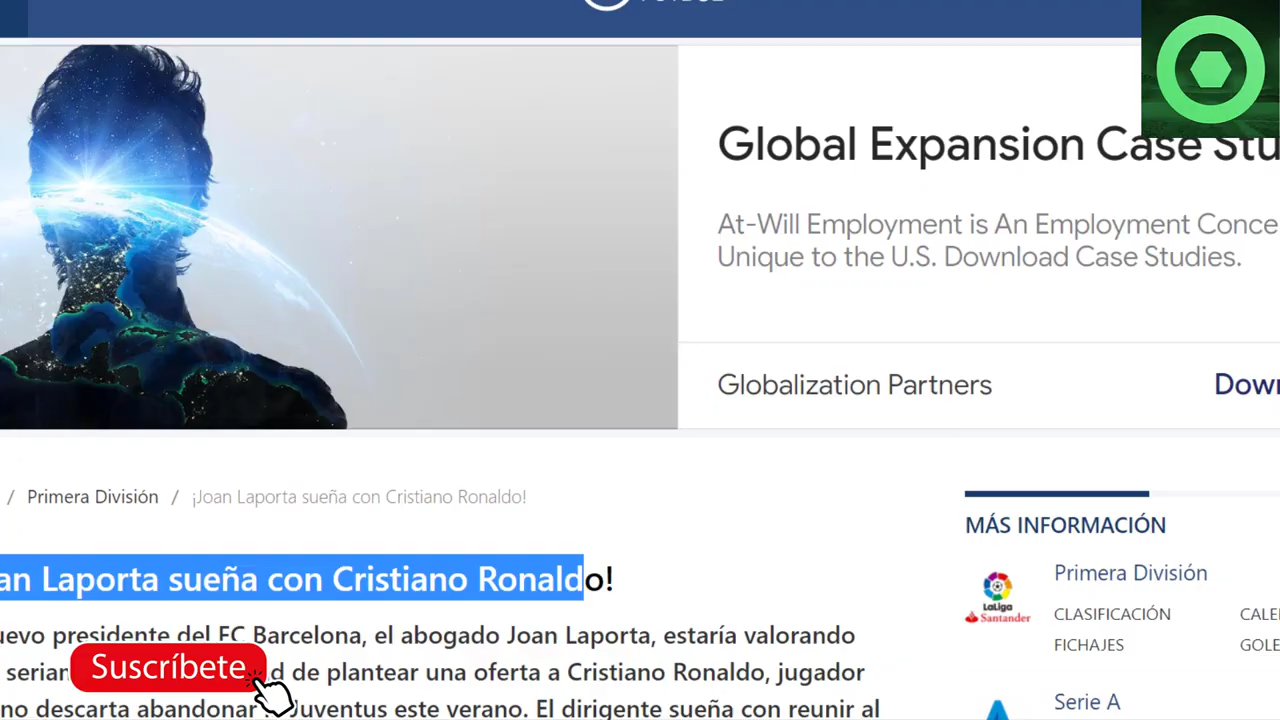 Global Expansion Case Stu
At-Will Employment is An Employment Conce
Unique to the U.S. Download Case Studies.
Globalization Partners
Down
/ Primera División / ¡Joan Laporta sueña con Cristiano Ronaldo!
MÁS INFORMACIÓN
an Laporta sueña con Cristiano Ronaldo!
uevo presidente del FC Barcelona, el abogado Joan Laporta, estaría valorando
serian d de plantear una oferta a Cristiano Ronaldo, jugador
no descarta abandonar Juventus este verano. El dirigente sueña con reunir al
Suscríbete
LaLiga
Santander
Primera División
CLASIFICACIÓN CALE
FICHAJES GOLE
Serie A